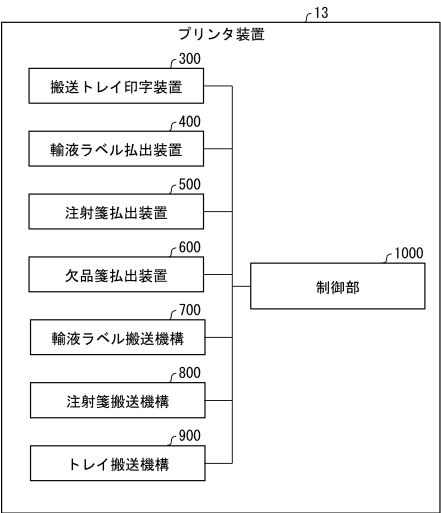 13
プリンタ装置
300
搬送トレイ印字装置
400
輸液ラベル払出装置
500
注射箋払出装置
600
欠品箋払出装置
1000
制御部
700
輸液ラベル搬送機構
800
注射箋搬送機構
900
トレイ搬送機構